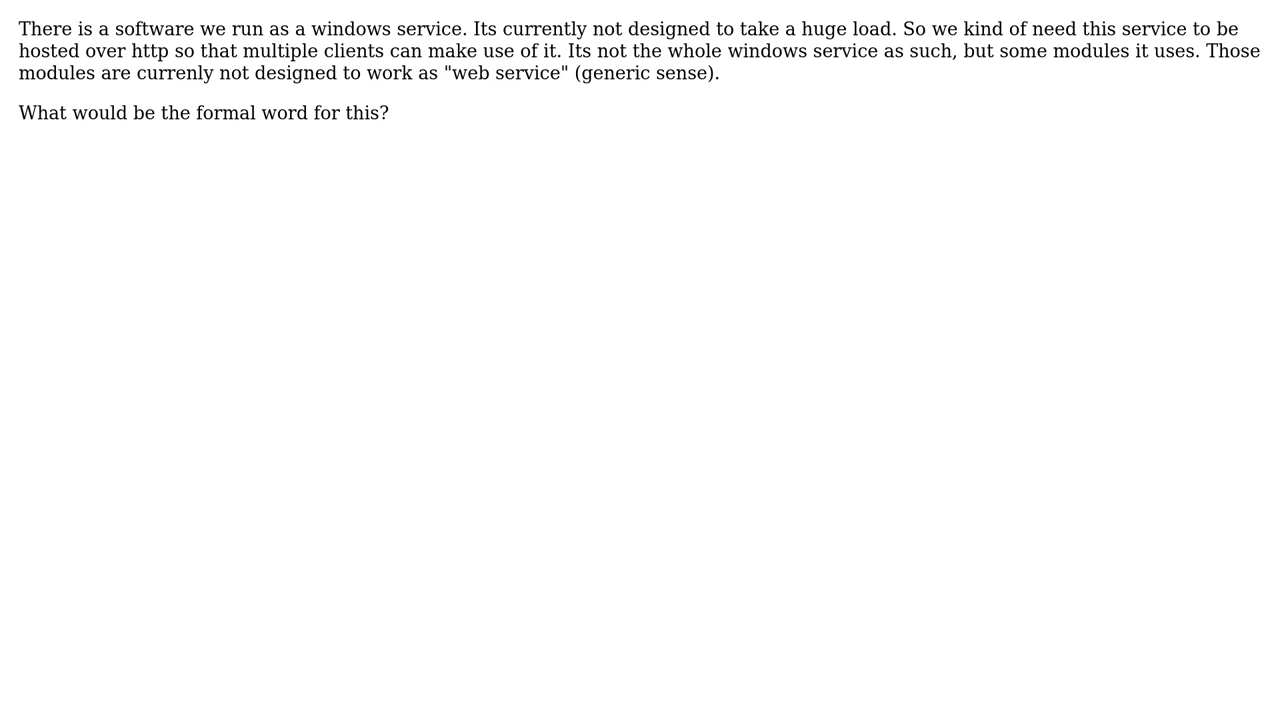 There is a software we run as a windows service. Its currently not designed to take a huge load. So we kind of need this service to be
hosted over http so that multiple clients can make use of it. Its not the whole windows service as such, but some modules it uses. Those
modules are currenly not designed to work as "web service" (generic sense).
What would be the formal word for this?